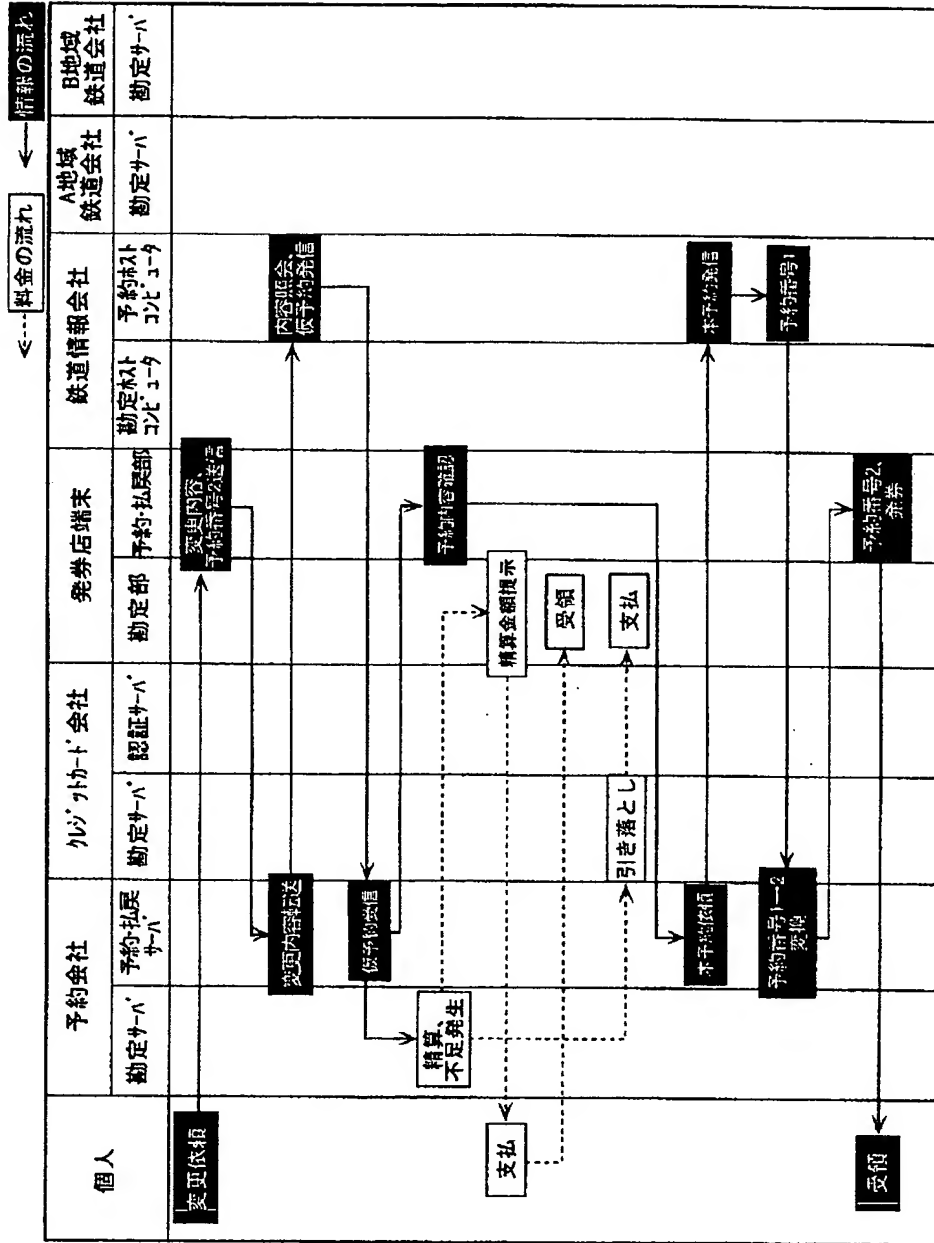 料金の流れ
情報の流れ
個人
予約会社
クレジットカード会社
発券店端末
鉄道情報会社
A地域
鉄道会社
B地域
鉄道会社
勘定サーバ
予約・払戻
サーバ
勘定サーバ
認証サーバ
勘定部
予約・払戻部
勘定ホスト
コンピュータ
予約ホスト
コンピュータ
勘定サーバ
勘定サーバ
変更依頼
変更内容、
予約番号2送信
変更内容転送
内容照会、
仮予約発信
仮予約受信
精算、
不足発生
予約内容確認
精算金額提示
支払
受領
引き落とし
支払
本予約依頼
本予約発信
予約番号1
予約番号1→2
変換
予約番号2、
発券
受領